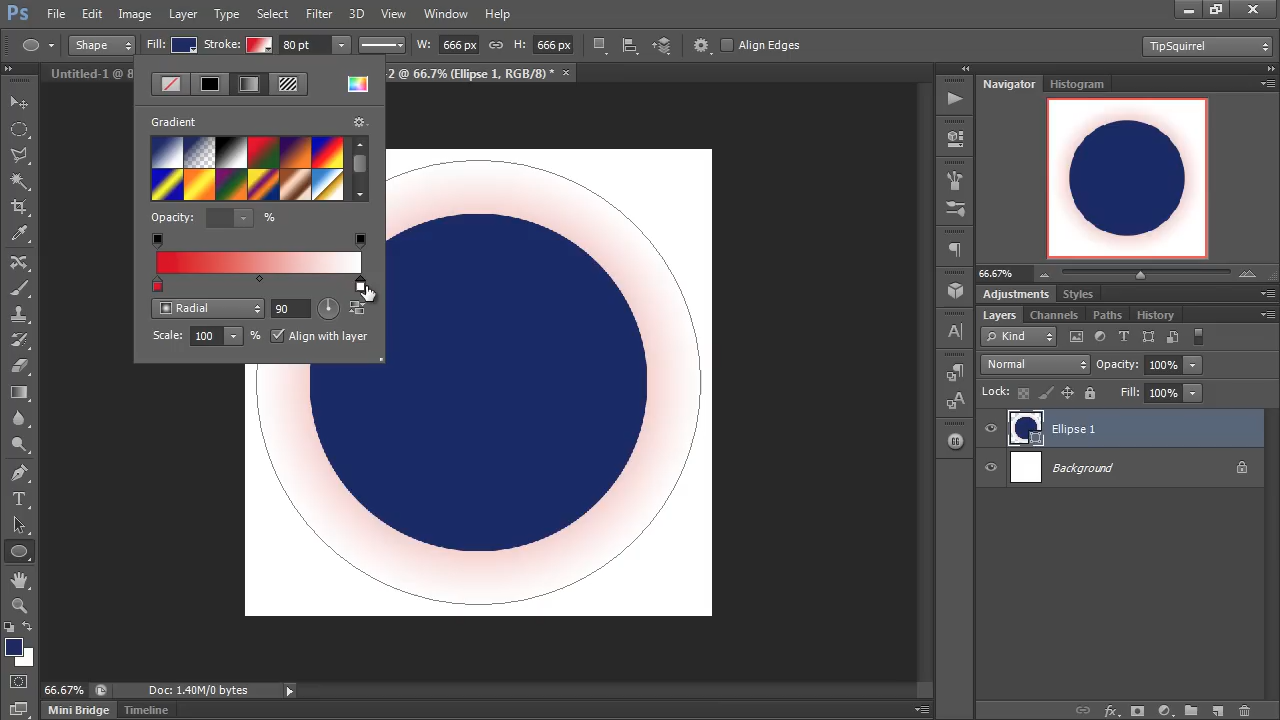 Ps File Edit Image Layer Type Select Filter 3D View Window Help
Shape Fill: Stroke: 80 pt W: 666 px H: 666 px Align Edges TipSquirrel
Untitled-1 @ 8
2 @ 66.7% (Ellipse 1, RGB/8) *
Gradient
Opacity: %
Radial 90
Scale: 100 % Align with layer
Navigator Histogram
66.67%
Adjustments Styles
Layers Channels Paths History
Kind
Normal Opacity: 100%
Lock: Fill: 100%
Ellipse 1
Background
66.67% Doc: 1.40M/0 bytes
Mini Bridge Timeline